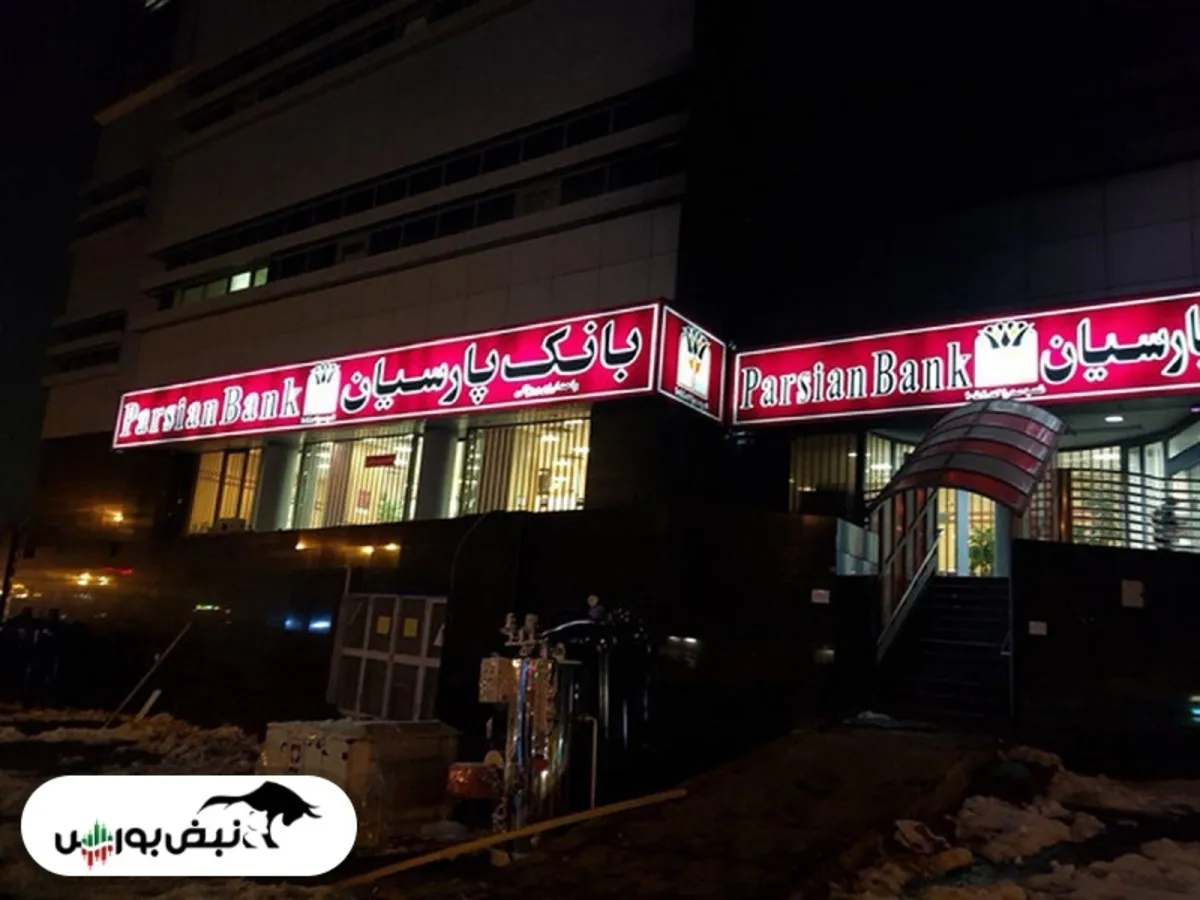 Parsian Bank بانک پارسیان
Parsian Bank پارسیان
نبض بورس